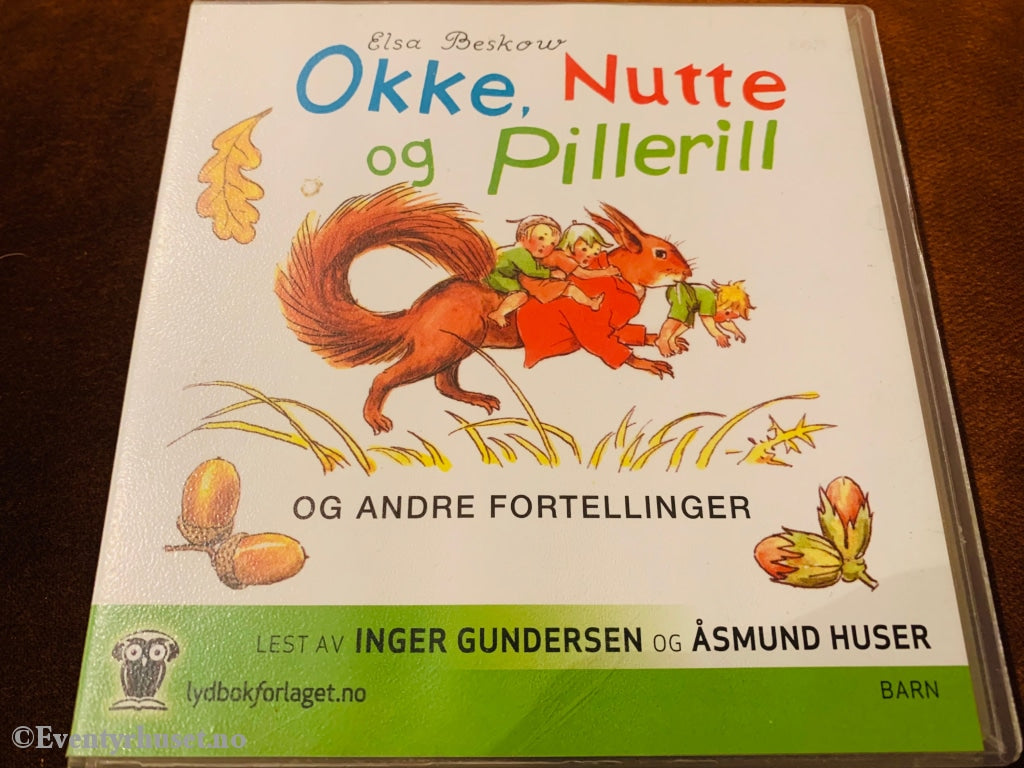 Elsa Beskow
Okke, Nutte
og Pillerill
OG ANDRE FORTELLINGER
LEST AV INGER GUNDERSEN OG ÅSMUND HUSER
lydbokforlaget.no
BARN
©Eventyrhuset.no